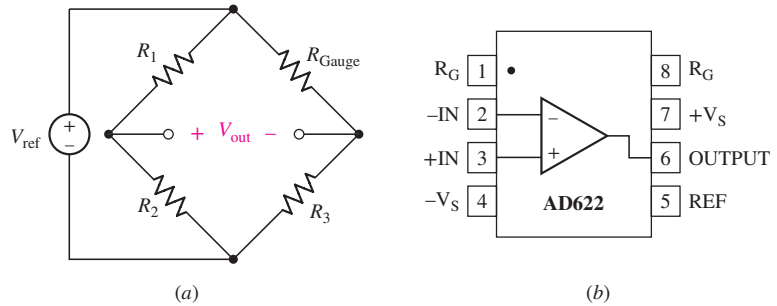 R1
RGauge
Vref
+
−
+ Vout −
R2
R3
(a)
RG 1 8 RG
−IN 2 − 7 +VS
+IN 3 + 6 OUTPUT
−VS 4 AD622 5 REF
(b)